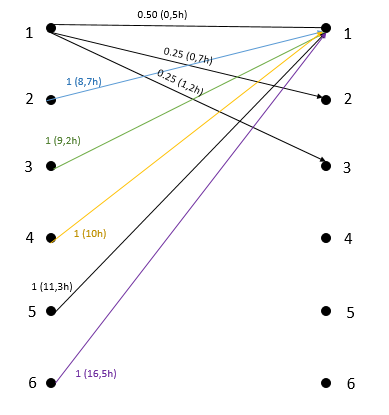 0.50 (0,5h)
1 1
0.25 (0,7h)
0.25 (1,2h)
1 (8,7h)
2 2
1 (9,2h)
3 3
4 4
1 (10h)
1 (11,3h)
5 5
1 (16,5h)
6 6